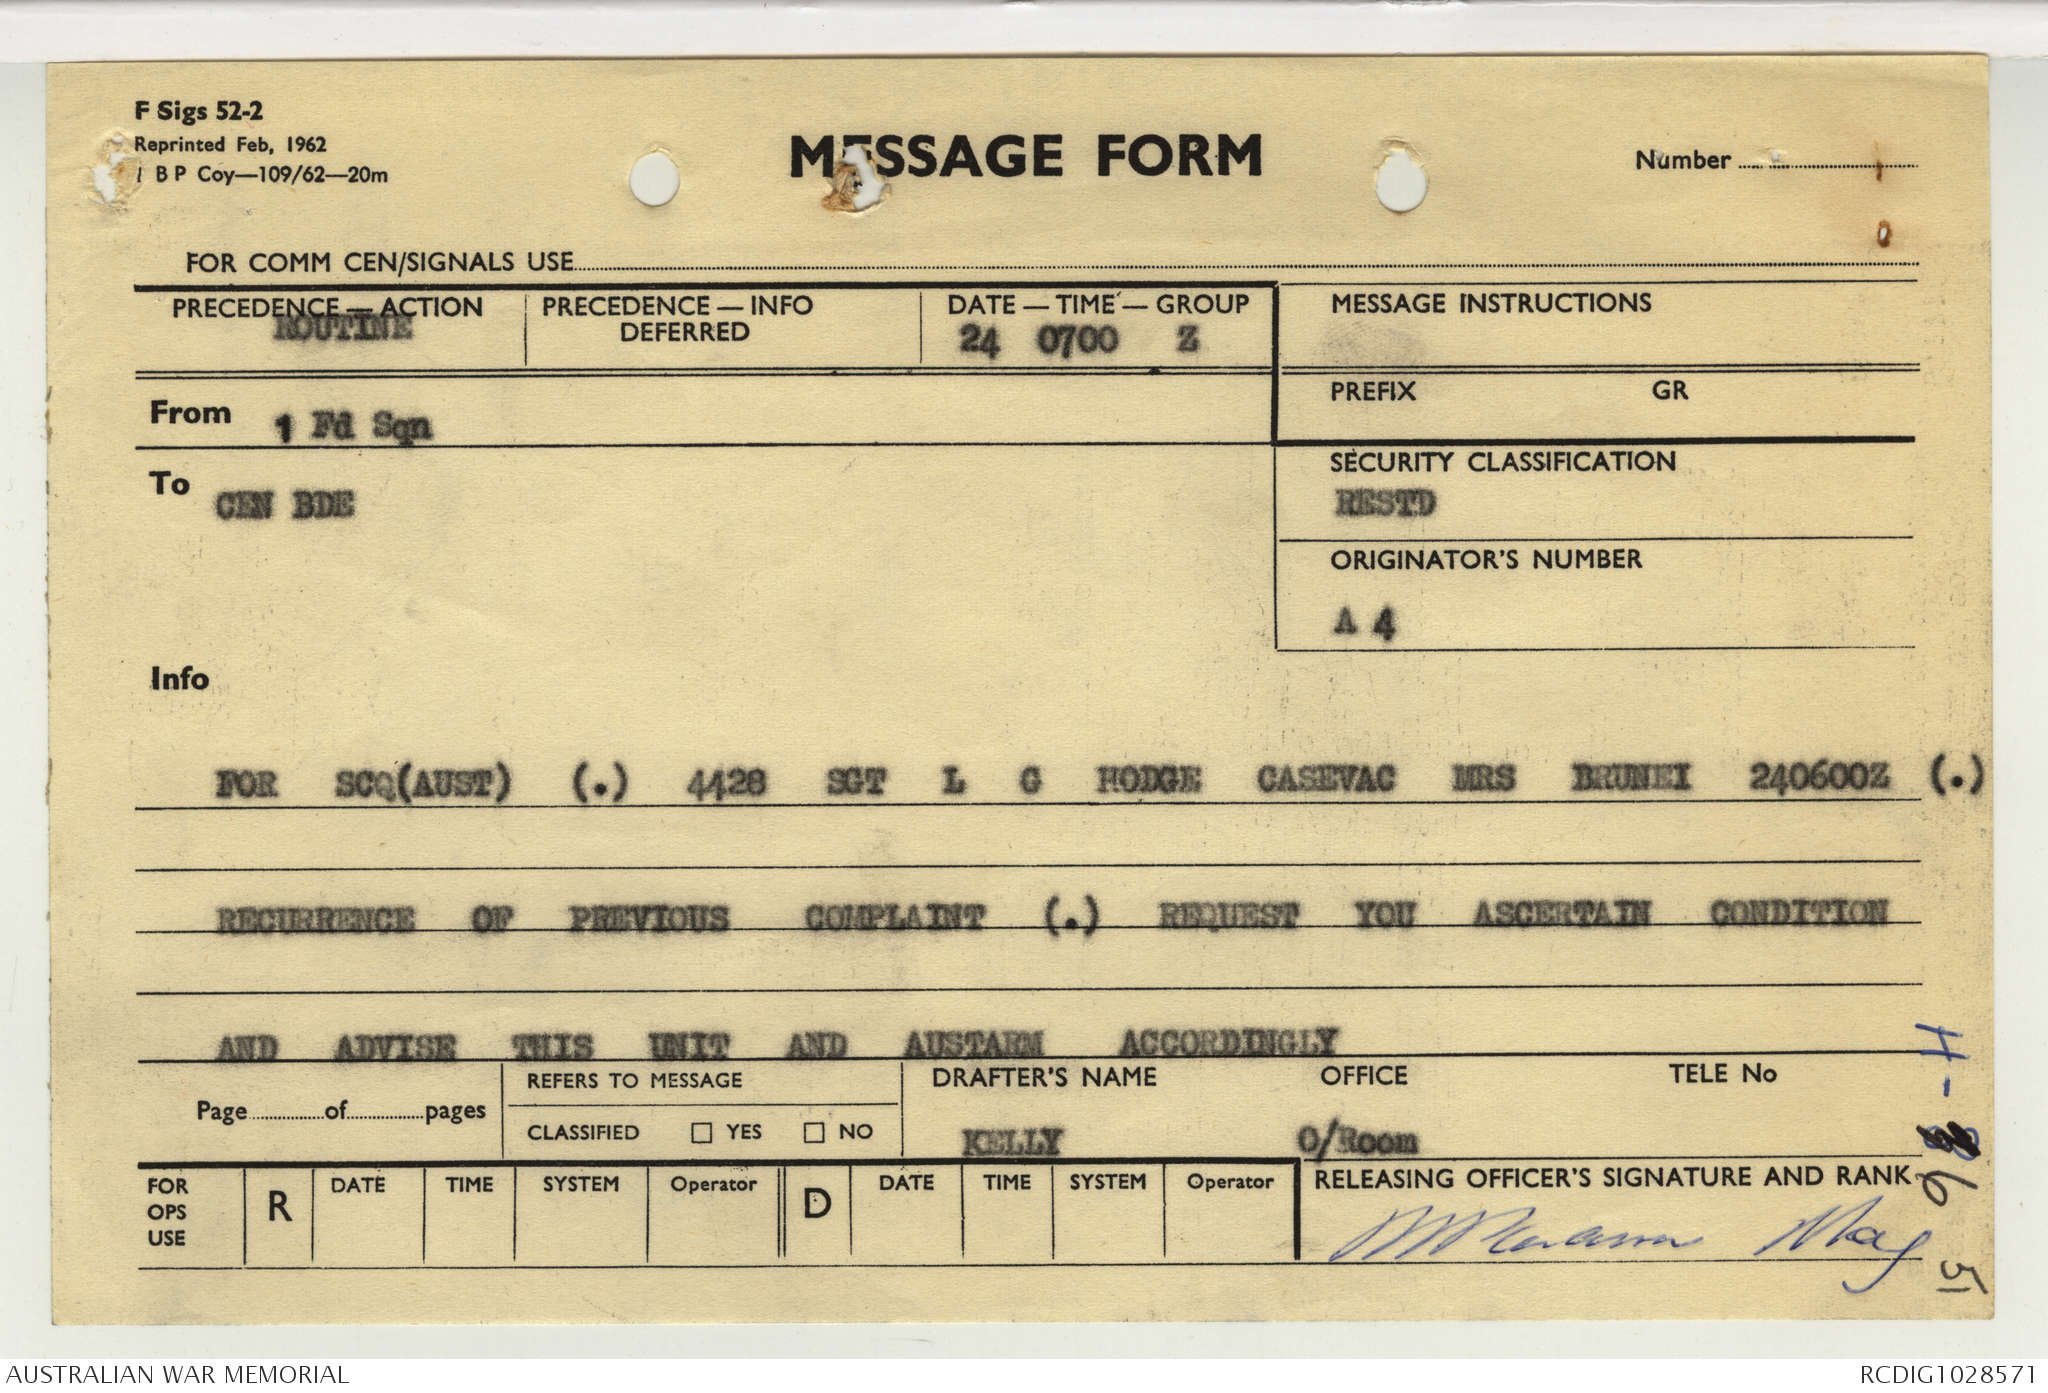 F Sigs 52-2
Reprinted Feb, 1962
1 B P Coy—109/62—20m
MESSAGE FORM
Number
FOR COMM CEN/SIGNALS USE
PRECEDENCE — ACTION
ROUTINE
PRECEDENCE — INFO
DEFERRED
DATE — TIME — GROUP
24 0700 Z
MESSAGE INSTRUCTIONS
PREFIX GR
From 1 Fd Sqn
To CEN BDE
SECURITY CLASSIFICATION
RESTD
ORIGINATOR'S NUMBER
A 4
Info
FOR SCQ(AUST) (.) 4428 SGT L G HODGE CASEVAC MRS BRUNEI 240600Z (.)
RECURRENCE OF PREVIOUS COMPLAINT (.) REQUEST YOU ASCERTAIN CONDITION
AND ADVISE THIS UNIT AND AUSTARM ACCORDINGLY
Page of pages
REFERS TO MESSAGE
CLASSIFIED YES NO
DRAFTER'S NAME OFFICE TELE No
KELLY O/Room
FOR OPS USE
R DATE TIME SYSTEM Operator D DATE TIME SYSTEM Operator
RELEASING OFFICER'S SIGNATURE AND RANK
Maj
6
5
AUSTRALIAN WAR MEMORIAL RCDIG1028571